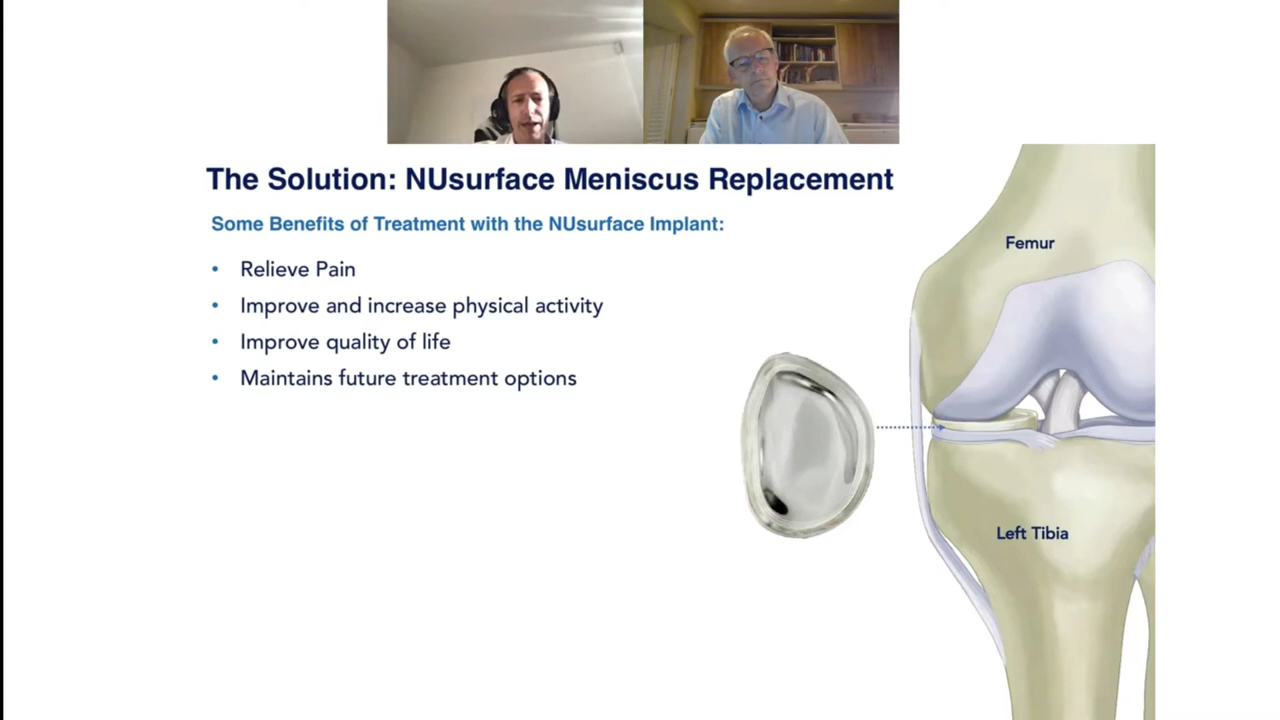 The Solution: NUsurface Meniscus Replacement
Some Benefits of Treatment with the NUsurface Implant:
• Relieve Pain
• Improve and increase physical activity
• Improve quality of life
• Maintains future treatment options
Femur
Left Tibia